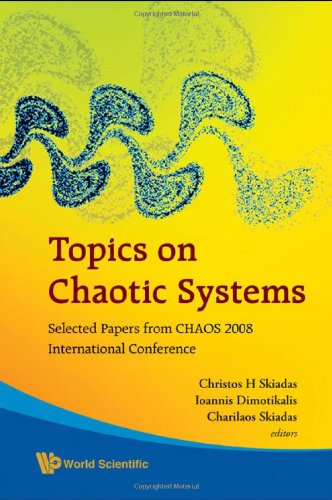 Topics on
Chaotic Systems
Selected Papers from CHAOS 2008
International Conference
Christos H Skiadas
Ioannis Dimotikalis
Charilaos Skiadas
editors
World Scientific